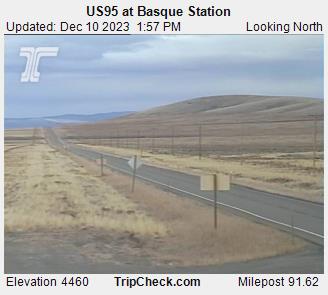 US95 at Basque Station
Updated: Dec 10 2023 1:57 PM Looking North
Elevation 4460 TripCheck.com Milepost 91.62